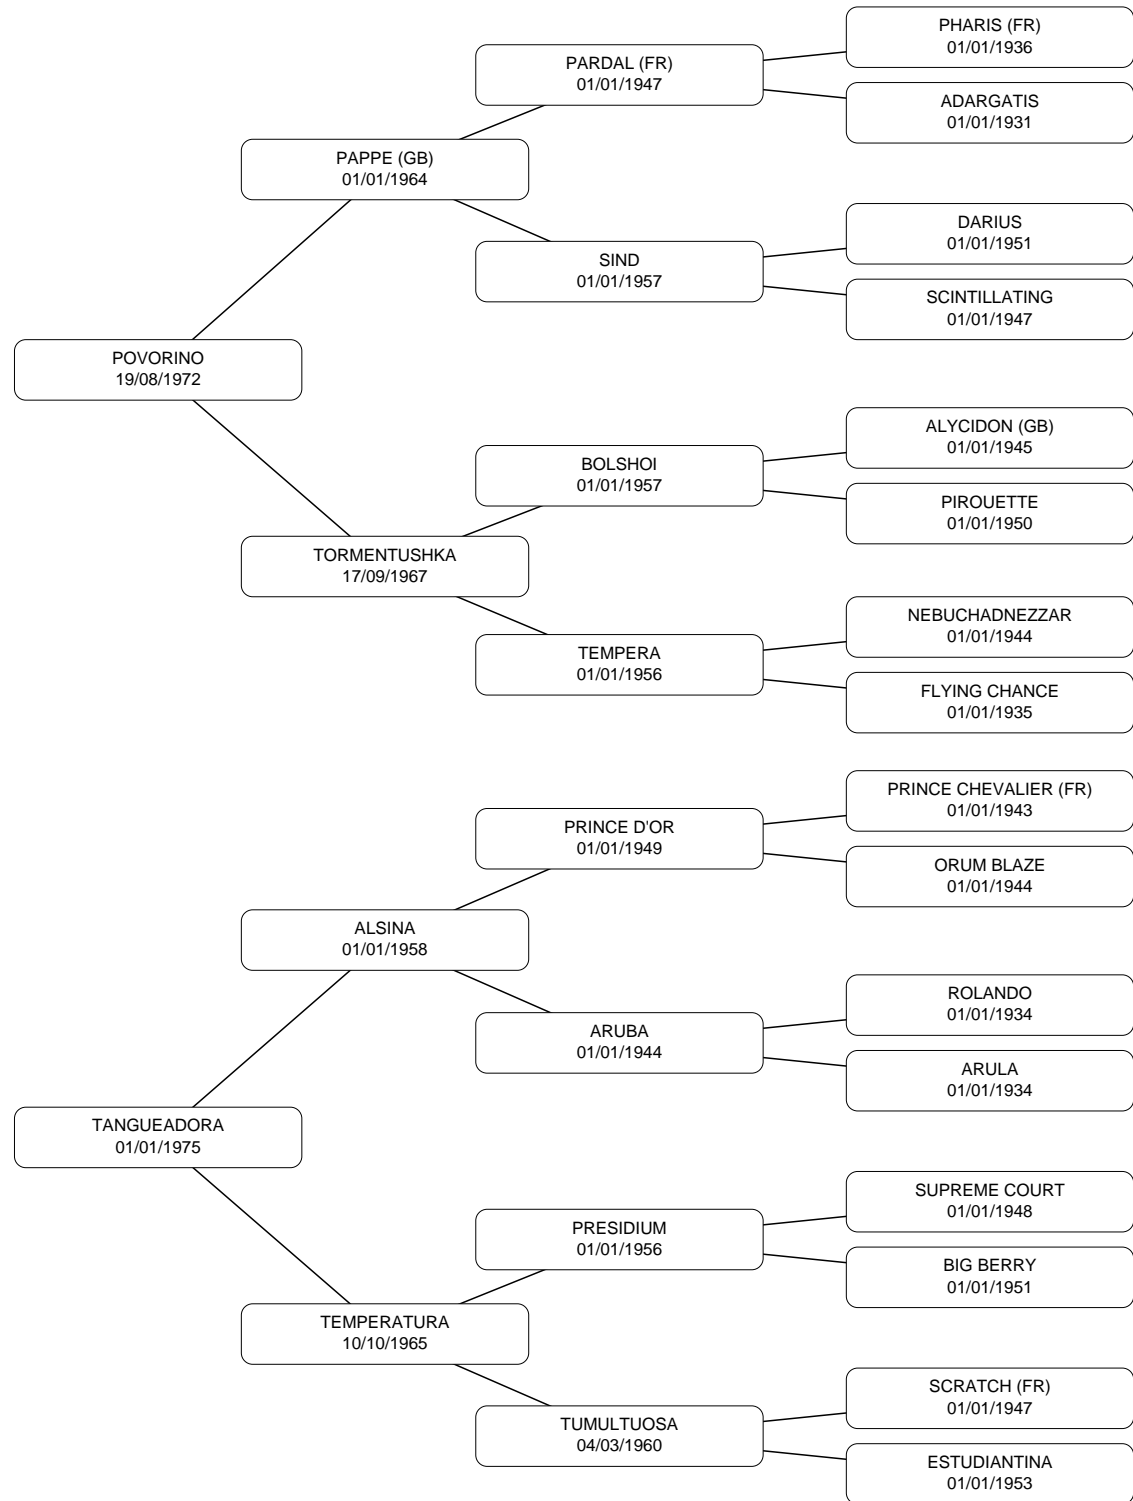 PHARIS (FR)
01/01/1936
PARDAL (FR)
01/01/1947
ADARGATIS
01/01/1931
PAPPE (GB)
01/01/1964
DARIUS
01/01/1951
SIND
01/01/1957
SCINTILLATING
01/01/1947
POVORINO
19/08/1972
ALYCIDON (GB)
01/01/1945
BOLSHOI
01/01/1957
PIROUETTE
01/01/1950
TORMENTUSHKA
17/09/1967
NEBUCHADNEZZAR
01/01/1944
TEMPERA
01/01/1956
FLYING CHANCE
01/01/1935
PRINCE CHEVALIER (FR)
01/01/1943
PRINCE D'OR
01/01/1949
ORUM BLAZE
01/01/1944
ALSINA
01/01/1958
ROLANDO
01/01/1934
ARUBA
01/01/1944
ARULA
01/01/1934
TANGUEADORA
01/01/1975
SUPREME COURT
01/01/1948
PRESIDIUM
01/01/1956
BIG BERRY
01/01/1951
TEMPERATURA
10/10/1965
SCRATCH (FR)
01/01/1947
TUMULTUOSA
04/03/1960
ESTUDIANTINA
01/01/1953